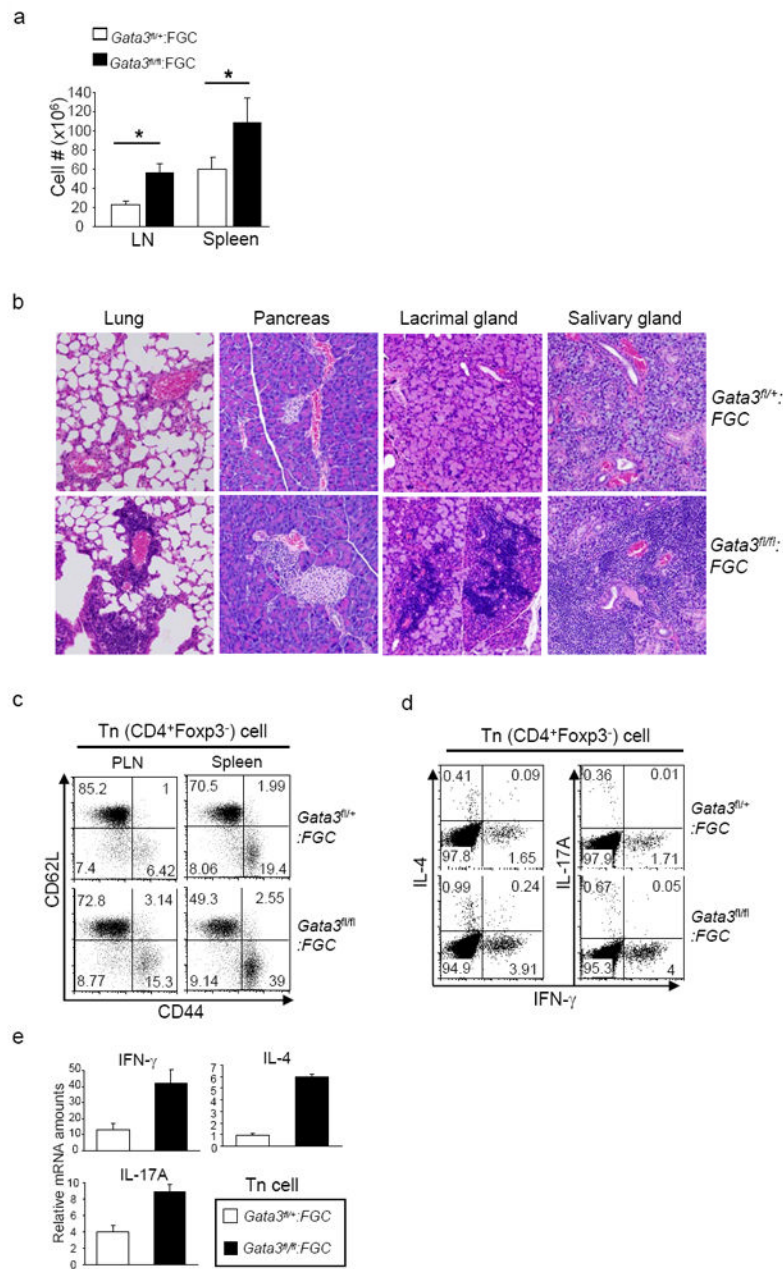 a
Gata3fl/+:FGC
Gata3fl/fl:FGC
* *
Cell # (x10⁶)
140
120
100
80
60
40
20
0
LN Spleen
b
Lung Pancreas Lacrimal gland Salivary gland
Gata3fl/+:
FGC
Gata3fl/fl:
FGC
c
Tn (CD4+Foxp3-) cell
PLN Spleen
85.2 1 70.5 1.99
7.4 6.42 8.06 19.4
Gata3fl/+
:FGC
72.8 3.14 49.3 2.55
8.77 15.3 9.14 39
Gata3fl/fl
:FGC
CD62L
CD44
d
Tn (CD4+Foxp3-) cell
0.41 0.09 0.36 0.01
97.8 1.65 97.9 1.71
Gata3fl/+
:FGC
0.99 0.24 0.67 0.05
94.9 3.91 95.3 4
Gata3fl/fl
:FGC
IL-4
IL-17A
IFN-γ
e
Relative mRNA amounts
IFN-γ
50
40
30
20
10
0
IL-4
7
6
5
4
3
2
1
0
IL-17A
10
8
6
4
2
0
Tn cell
Gata3fl/+:FGC
Gata3fl/fl:FGC